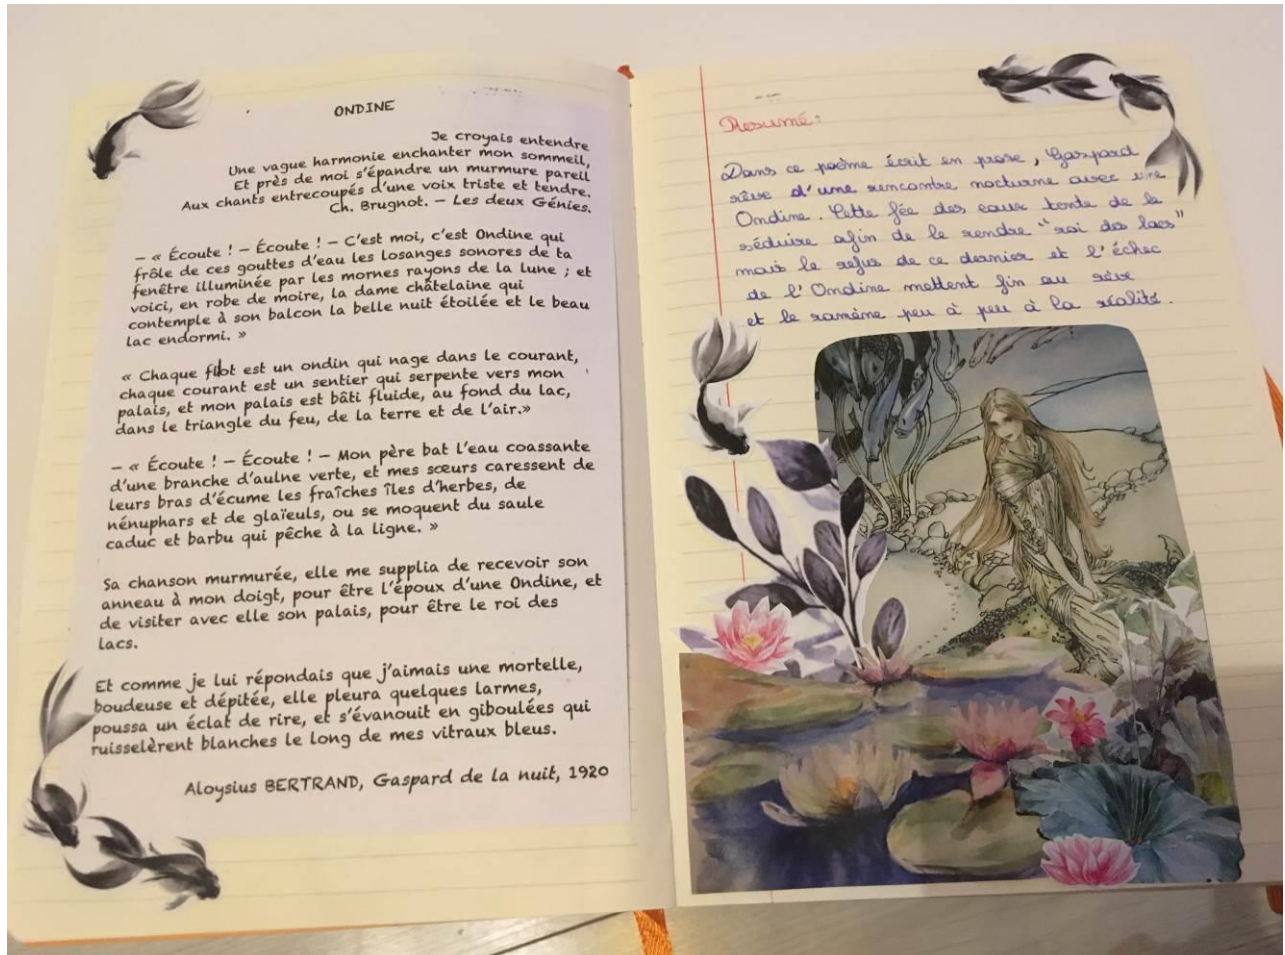 ONDINE
Je croyais entendre
Une vague harmonie enchanter mon sommeil,
Et près de moi s'épandre un murmure pareil
Aux chants entrecoupés d'une voix triste et tendre.
Ch. Brugnot. – Les deux Génies.
– « Écoute ! – Écoute ! – C'est moi, c'est Ondine qui
frôle de ces gouttes d'eau les losanges sonores de ta
fenêtre illuminée par les mornes rayons de la lune ; et
voici, en robe de moire, la dame châtelaine qui
contemple à son balcon la belle nuit étoilée et le beau
lac endormi. »
« Chaque flot est un ondin qui nage dans le courant,
chaque courant est un sentier qui serpente vers mon
palais, et mon palais est bâti fluide, au fond du lac,
dans le triangle du feu, de la terre et de l'air.»
– « Écoute ! – Écoute ! – Mon père bat l'eau coassante
d'une branche d'aulne verte, et mes sœurs caressent de
leurs bras d'écume les fraîches îles d'herbes, de
nénuphars et de glaïeuls, ou se moquent du saule
caduc et barbu qui pêche à la ligne. »
Sa chanson murmurée, elle me supplia de recevoir son
anneau à mon doigt, pour être l'époux d'une Ondine, et
de visiter avec elle son palais, pour être le roi des
lacs.
Et comme je lui répondais que j'aimais une mortelle,
boudeuse et dépitée, elle pleura quelques larmes,
poussa un éclat de rire, et s'évanouit en giboulées qui
ruisselèrent blanches le long de mes vitraux bleus.
Aloysius BERTRAND, Gaspard de la nuit, 1920
Resumé:
Dans ce poème écrit en prose, Gaspard
rêve d'une rencontre nocturne avec une
Ondine. Cette fée des eaux tente de le
séduire afin de le rendre "roi des lacs"
mais le refus de ce dernier et l'échec
de l'Ondine mettent fin au rêve
et le ramène peu à peu à la réalité.